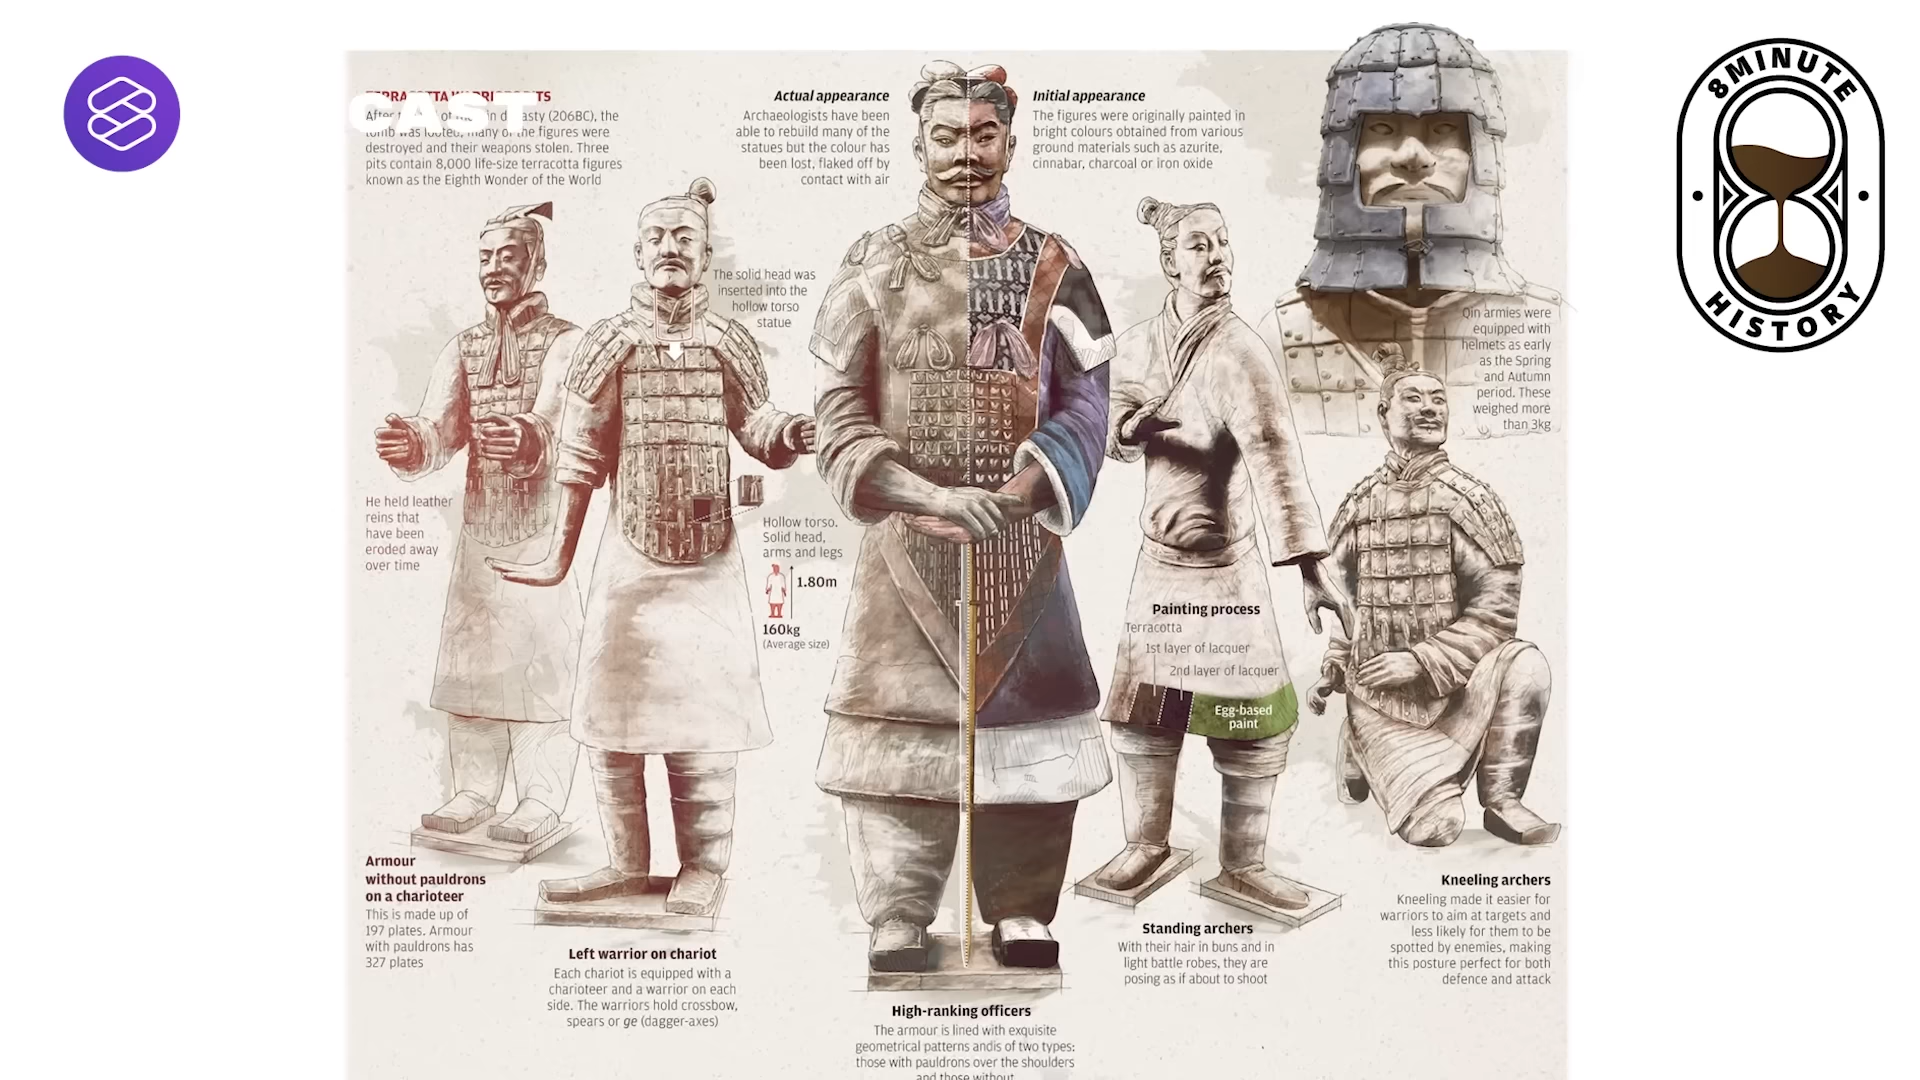 CAST
After of asty (206BC), the
tomb was looted, many of the figures were
destroyed and their weapons stolen. Three
pits contain 8,000 life-size terracotta figures
known as the Eighth Wonder of the World
Actual appearance
Archaeologists have been
able to rebuild many of the
statues but the colour has
been lost, flaked off by
contact with air
Initial appearance
The figures were originally painted in
bright colours obtained from various
ground materials such as azurite,
cinnabar, charcoal or iron oxide
8MINUTE
HISTORY
The solid head was
inserted into the
hollow torso
statue
Qin armies were
equipped with
helmets as early
as the Spring
and Autumn
period. These
weighed more
than 3kg
He held leather
reins that
have been
eroded away
over time
Hollow torso.
Solid head,
arms and legs
1.80m
160kg
(Average size)
Painting process
Terracotta
1st layer of lacquer
2nd layer of lacquer
Egg-based
paint
Armour
without pauldrons
on a charioteer
This is made up of
197 plates. Armour
with pauldrons has
327 plates
Left warrior on chariot
Each chariot is equipped with a
charioteer and a warrior on each
side. The warriors hold crossbow,
spears or ge (dagger-axes)
High-ranking officers
The armour is lined with exquisite
geometrical patterns andis of two types:
those with pauldrons over the shoulders
and those without
Standing archers
With their hair in buns and in
light battle robes, they are
posing as if about to shoot
Kneeling archers
Kneeling made it easier for
warriors to aim at targets and
less likely for them to be
spotted by enemies, making
this posture perfect for both
defence and attack